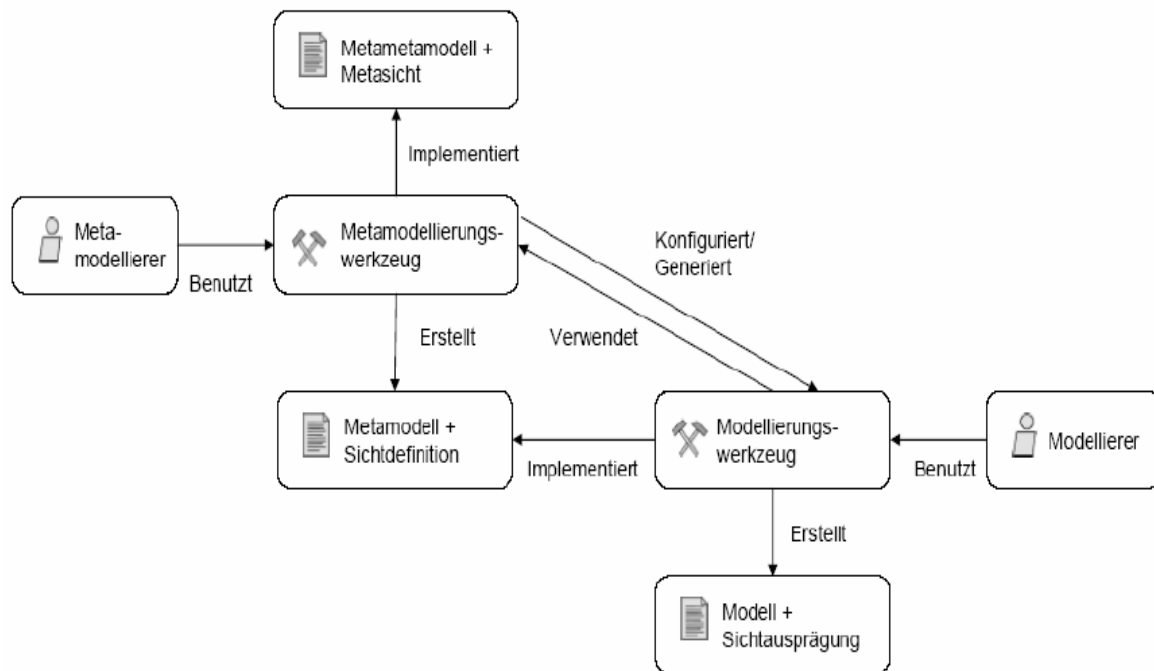 Metametamodell +
Metasicht
Implementiert
Meta-
modellierer
Benutzt
Metamodellierungs-
werkzeug
Konfiguriert/
Generiert
Erstellt
Verwendet
Metamodell +
Sichtdefinition
Implementiert
Modellierungs-
werkzeug
Benutzt
Modellierer
Erstellt
Modell +
Sichtausprägung